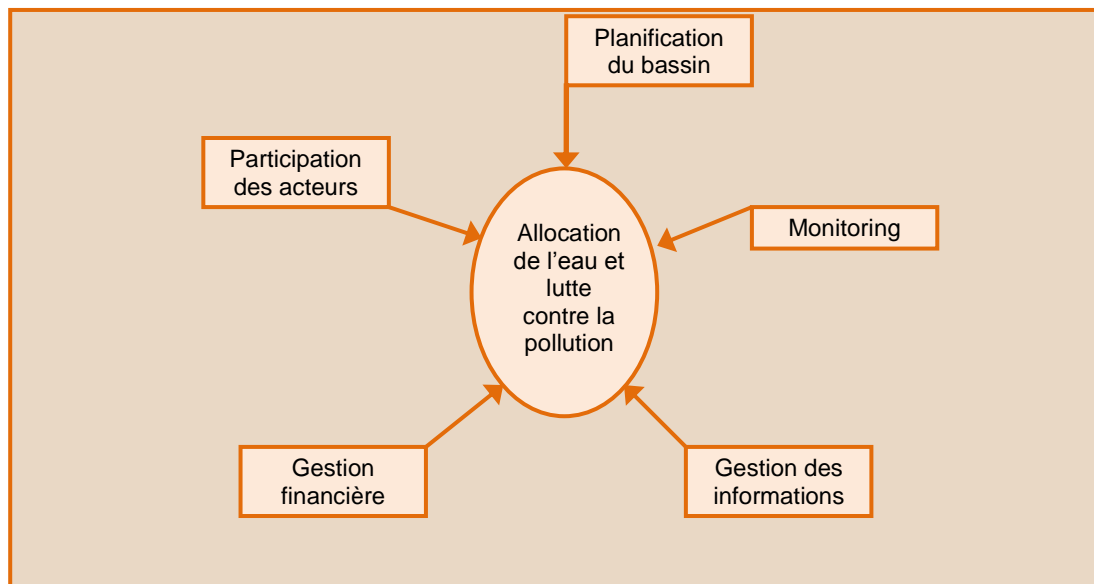 Planification
du bassin
Participation
des acteurs
Monitoring
Allocation
de l’eau et
lutte
contre la
pollution
Gestion
financière
Gestion des
informations